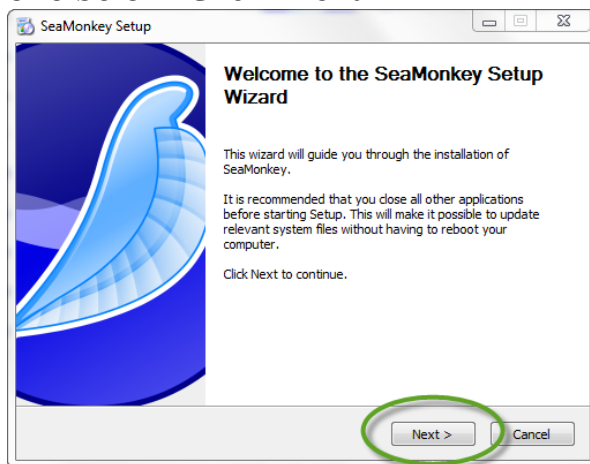 SeaMonkey Setup
Welcome to the SeaMonkey Setup
Wizard
This wizard will guide you through the installation of
SeaMonkey.
It is recommended that you close all other applications
before starting Setup. This will make it possible to update
relevant system files without having to reboot your
computer.
Click Next to continue.
Next >
Cancel